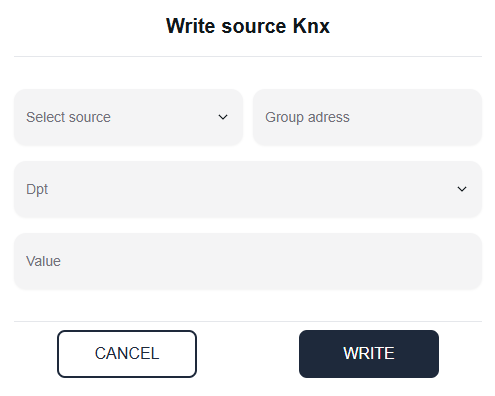 Write source Knx
Select source
Group adress
Dpt
Value
CANCEL
WRITE